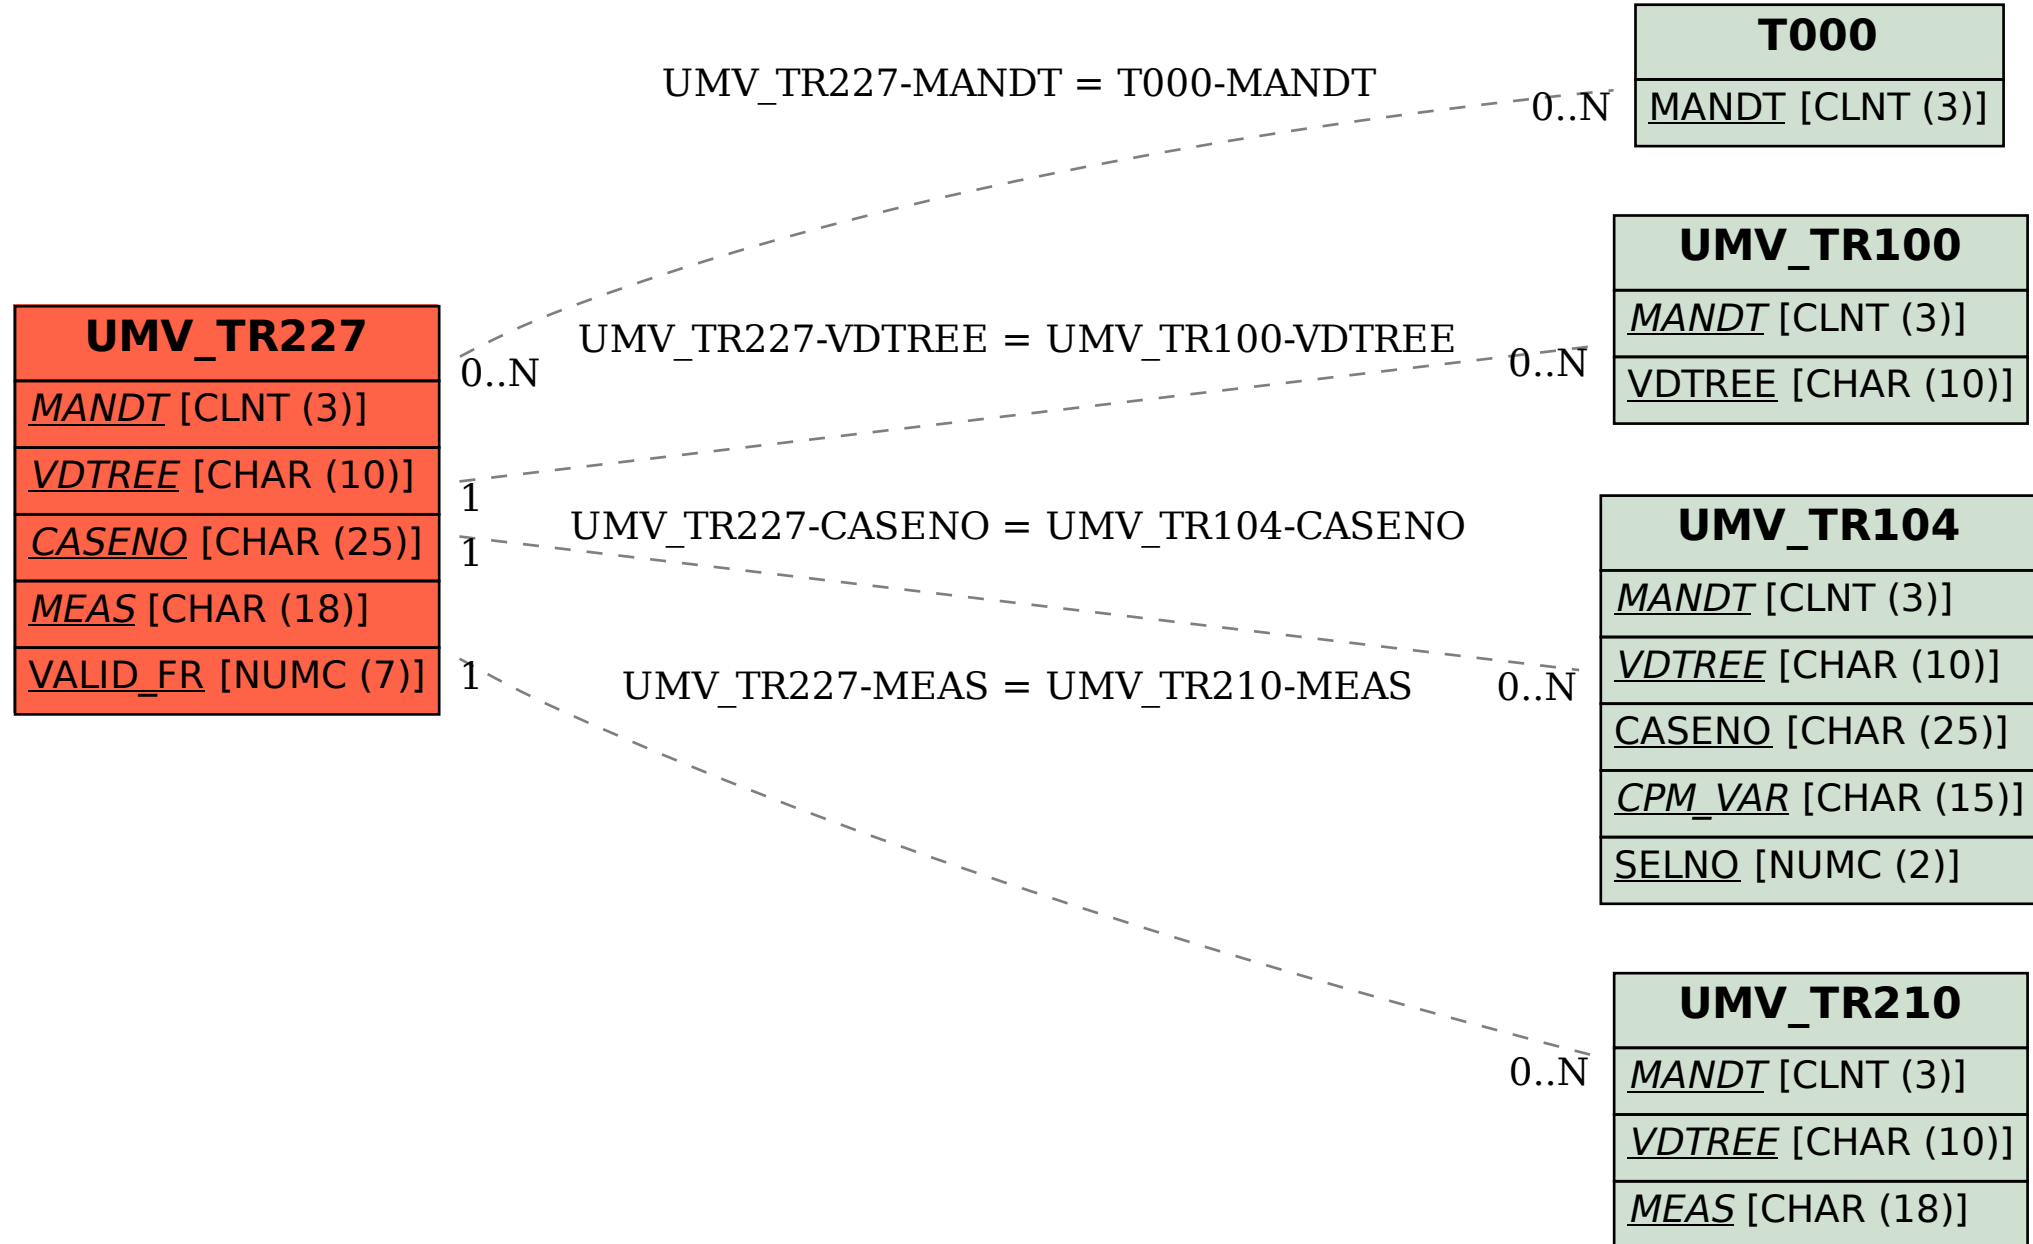 UMV_TR227
MANDT [CLNT (3)]
VDTREE [CHAR (10)]
CASENO [CHAR (25)]
MEAS [CHAR (18)]
VALID_FR [NUMC (7)]
UMV_TR227-MANDT = T000-MANDT
0..N
0..N
UMV_TR227-VDTREE = UMV_TR100-VDTREE
1
0..N
UMV_TR227-CASENO = UMV_TR104-CASENO
1
0..N
UMV_TR227-MEAS = UMV_TR210-MEAS
1
0..N
T000
MANDT [CLNT (3)]
UMV_TR100
MANDT [CLNT (3)]
VDTREE [CHAR (10)]
UMV_TR104
MANDT [CLNT (3)]
VDTREE [CHAR (10)]
CASENO [CHAR (25)]
CPM_VAR [CHAR (15)]
SELNO [NUMC (2)]
UMV_TR210
MANDT [CLNT (3)]
VDTREE [CHAR (10)]
MEAS [CHAR (18)]